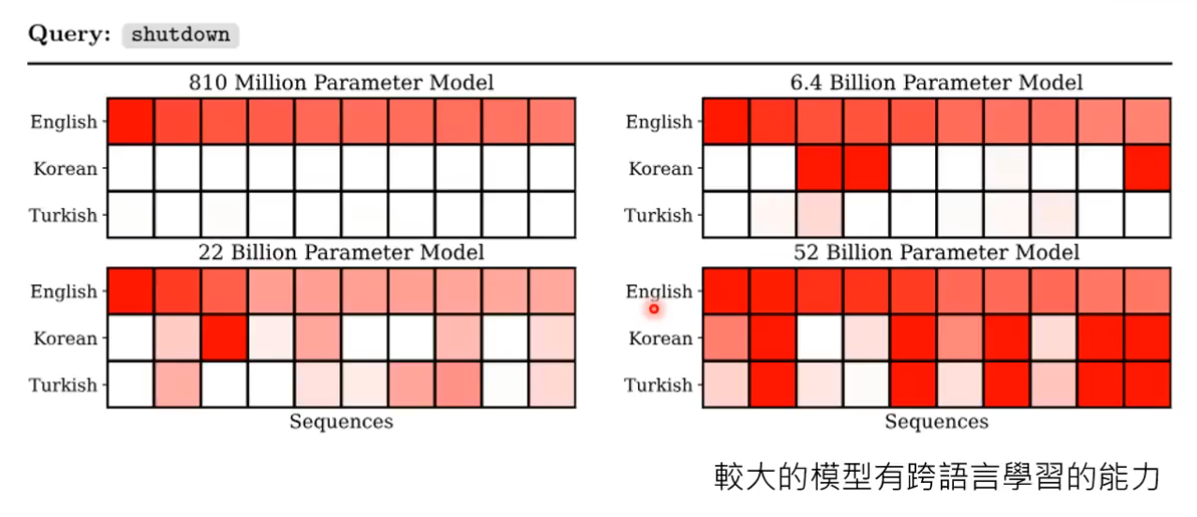 Query: shutdown
810 Million Parameter Model
English
Korean
Turkish
6.4 Billion Parameter Model
English
Korean
Turkish
22 Billion Parameter Model
English
Korean
Turkish
Sequences
52 Billion Parameter Model
English
Korean
Turkish
Sequences
較大的模型有跨語言學習的能力